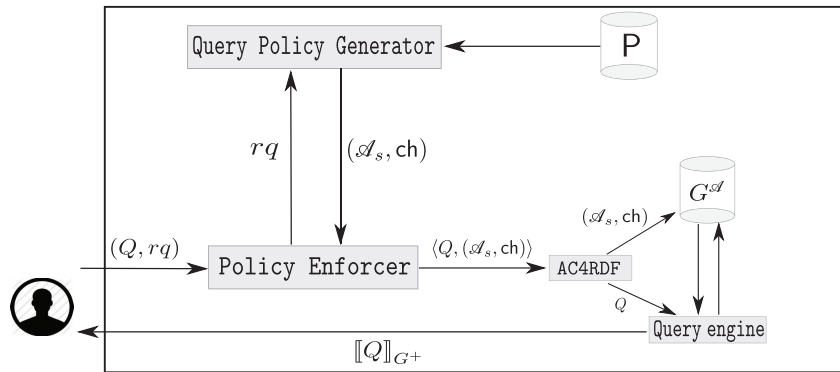 Query Policy Generator
P
rq
(𝒜ₛ, ch)
G^𝒜
(𝒜ₛ, ch)
(Q, rq)
⟨Q, (𝒜ₛ, ch)⟩
Policy Enforcer
AC4RDF
Q
Query engine
⟦Q⟧_{G⁺}